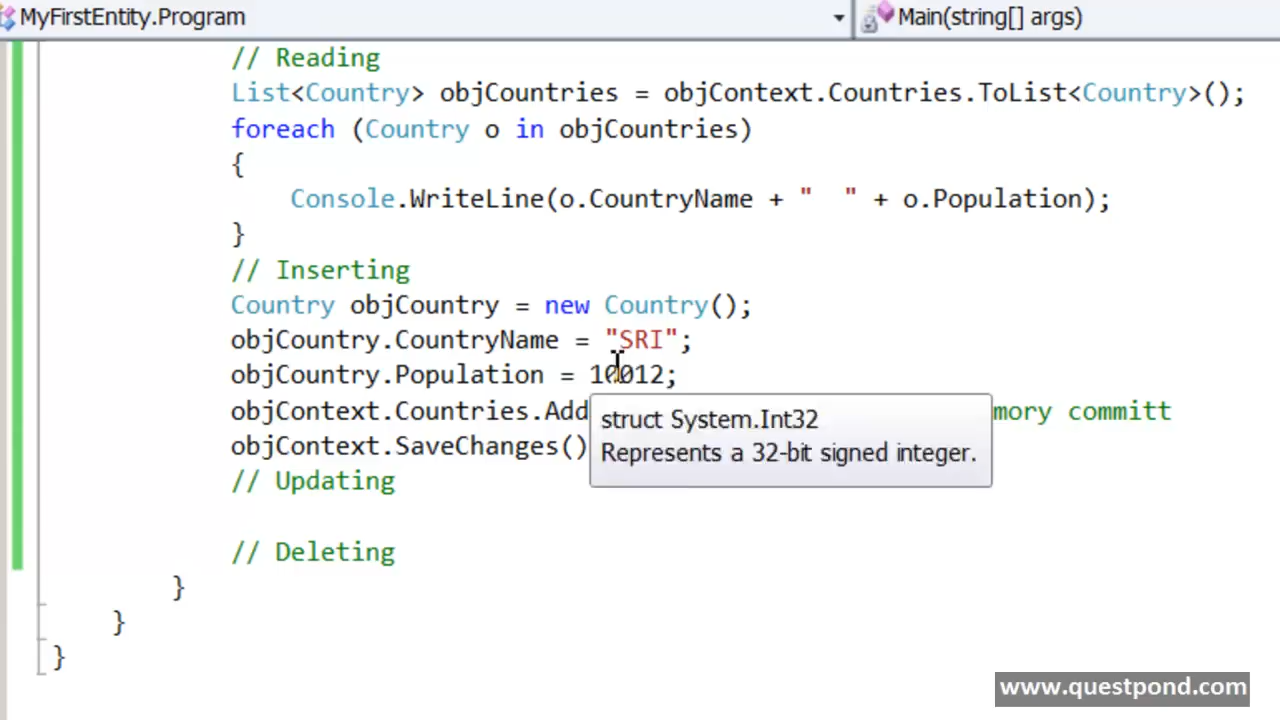 MyFirstEntity.Program Main(string[] args)
// Reading
List<Country> objCountries = objContext.Countries.ToList<Country>();
foreach (Country o in objCountries)
{
Console.WriteLine(o.CountryName + "  " + o.Population);
}
// Inserting
Country objCountry = new Country();
objCountry.CountryName = "SRI";
objCountry.Population = 10012;
objContext.Countries.Add mory committ
struct System.Int32
objContext.SaveChanges()
Represents a 32-bit signed integer.
// Updating
// Deleting
}
}
}
www.questpond.com